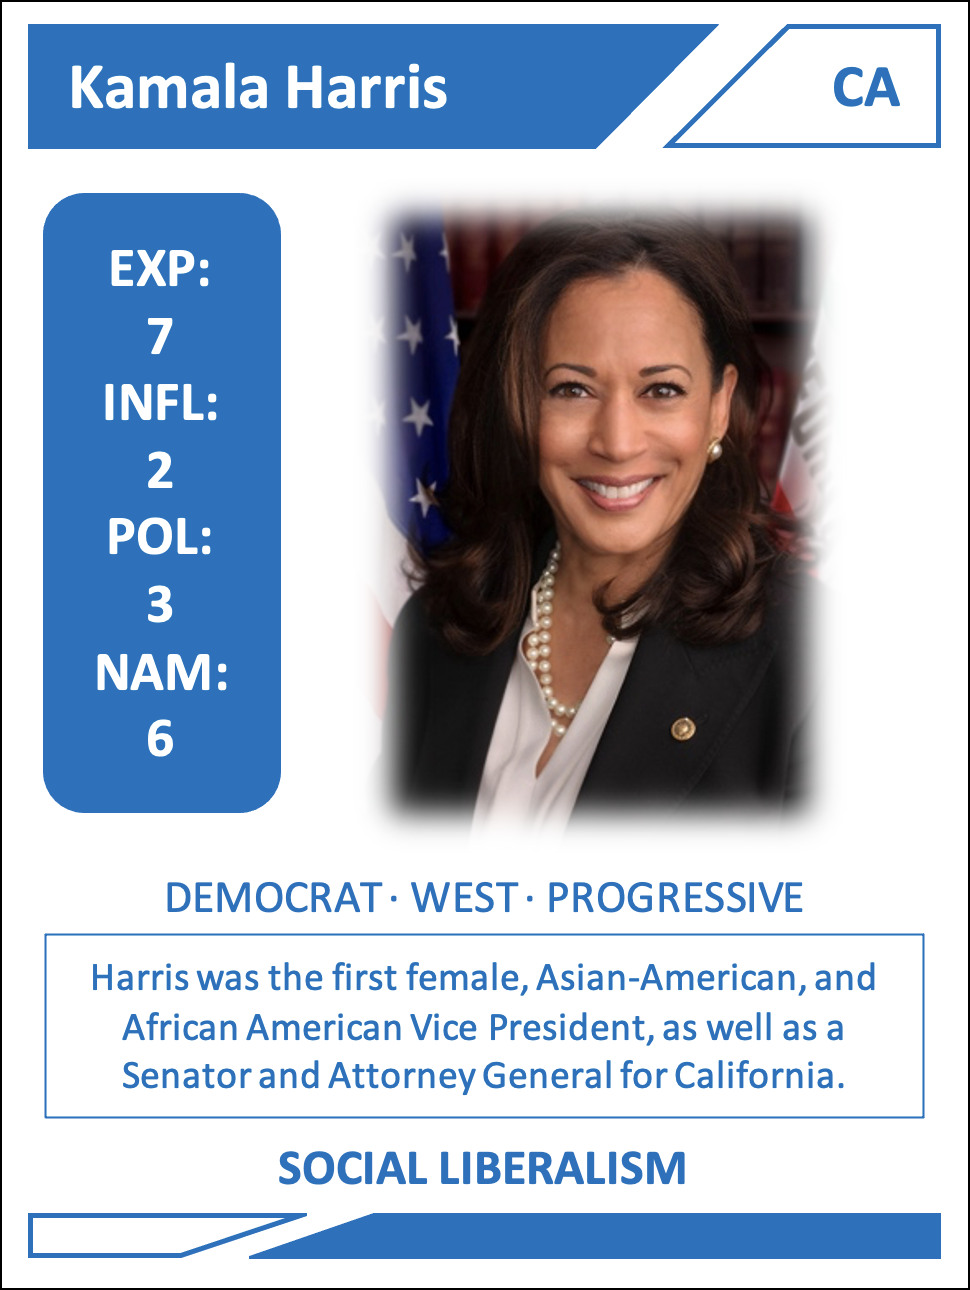 Kamala Harris
CA
EXP:
7
INFL:
2
POL:
3
NAM:
6
DEMOCRAT · WEST · PROGRESSIVE
Harris was the first female, Asian-American, and
African American Vice President, as well as a
Senator and Attorney General for California.
SOCIAL LIBERALISM